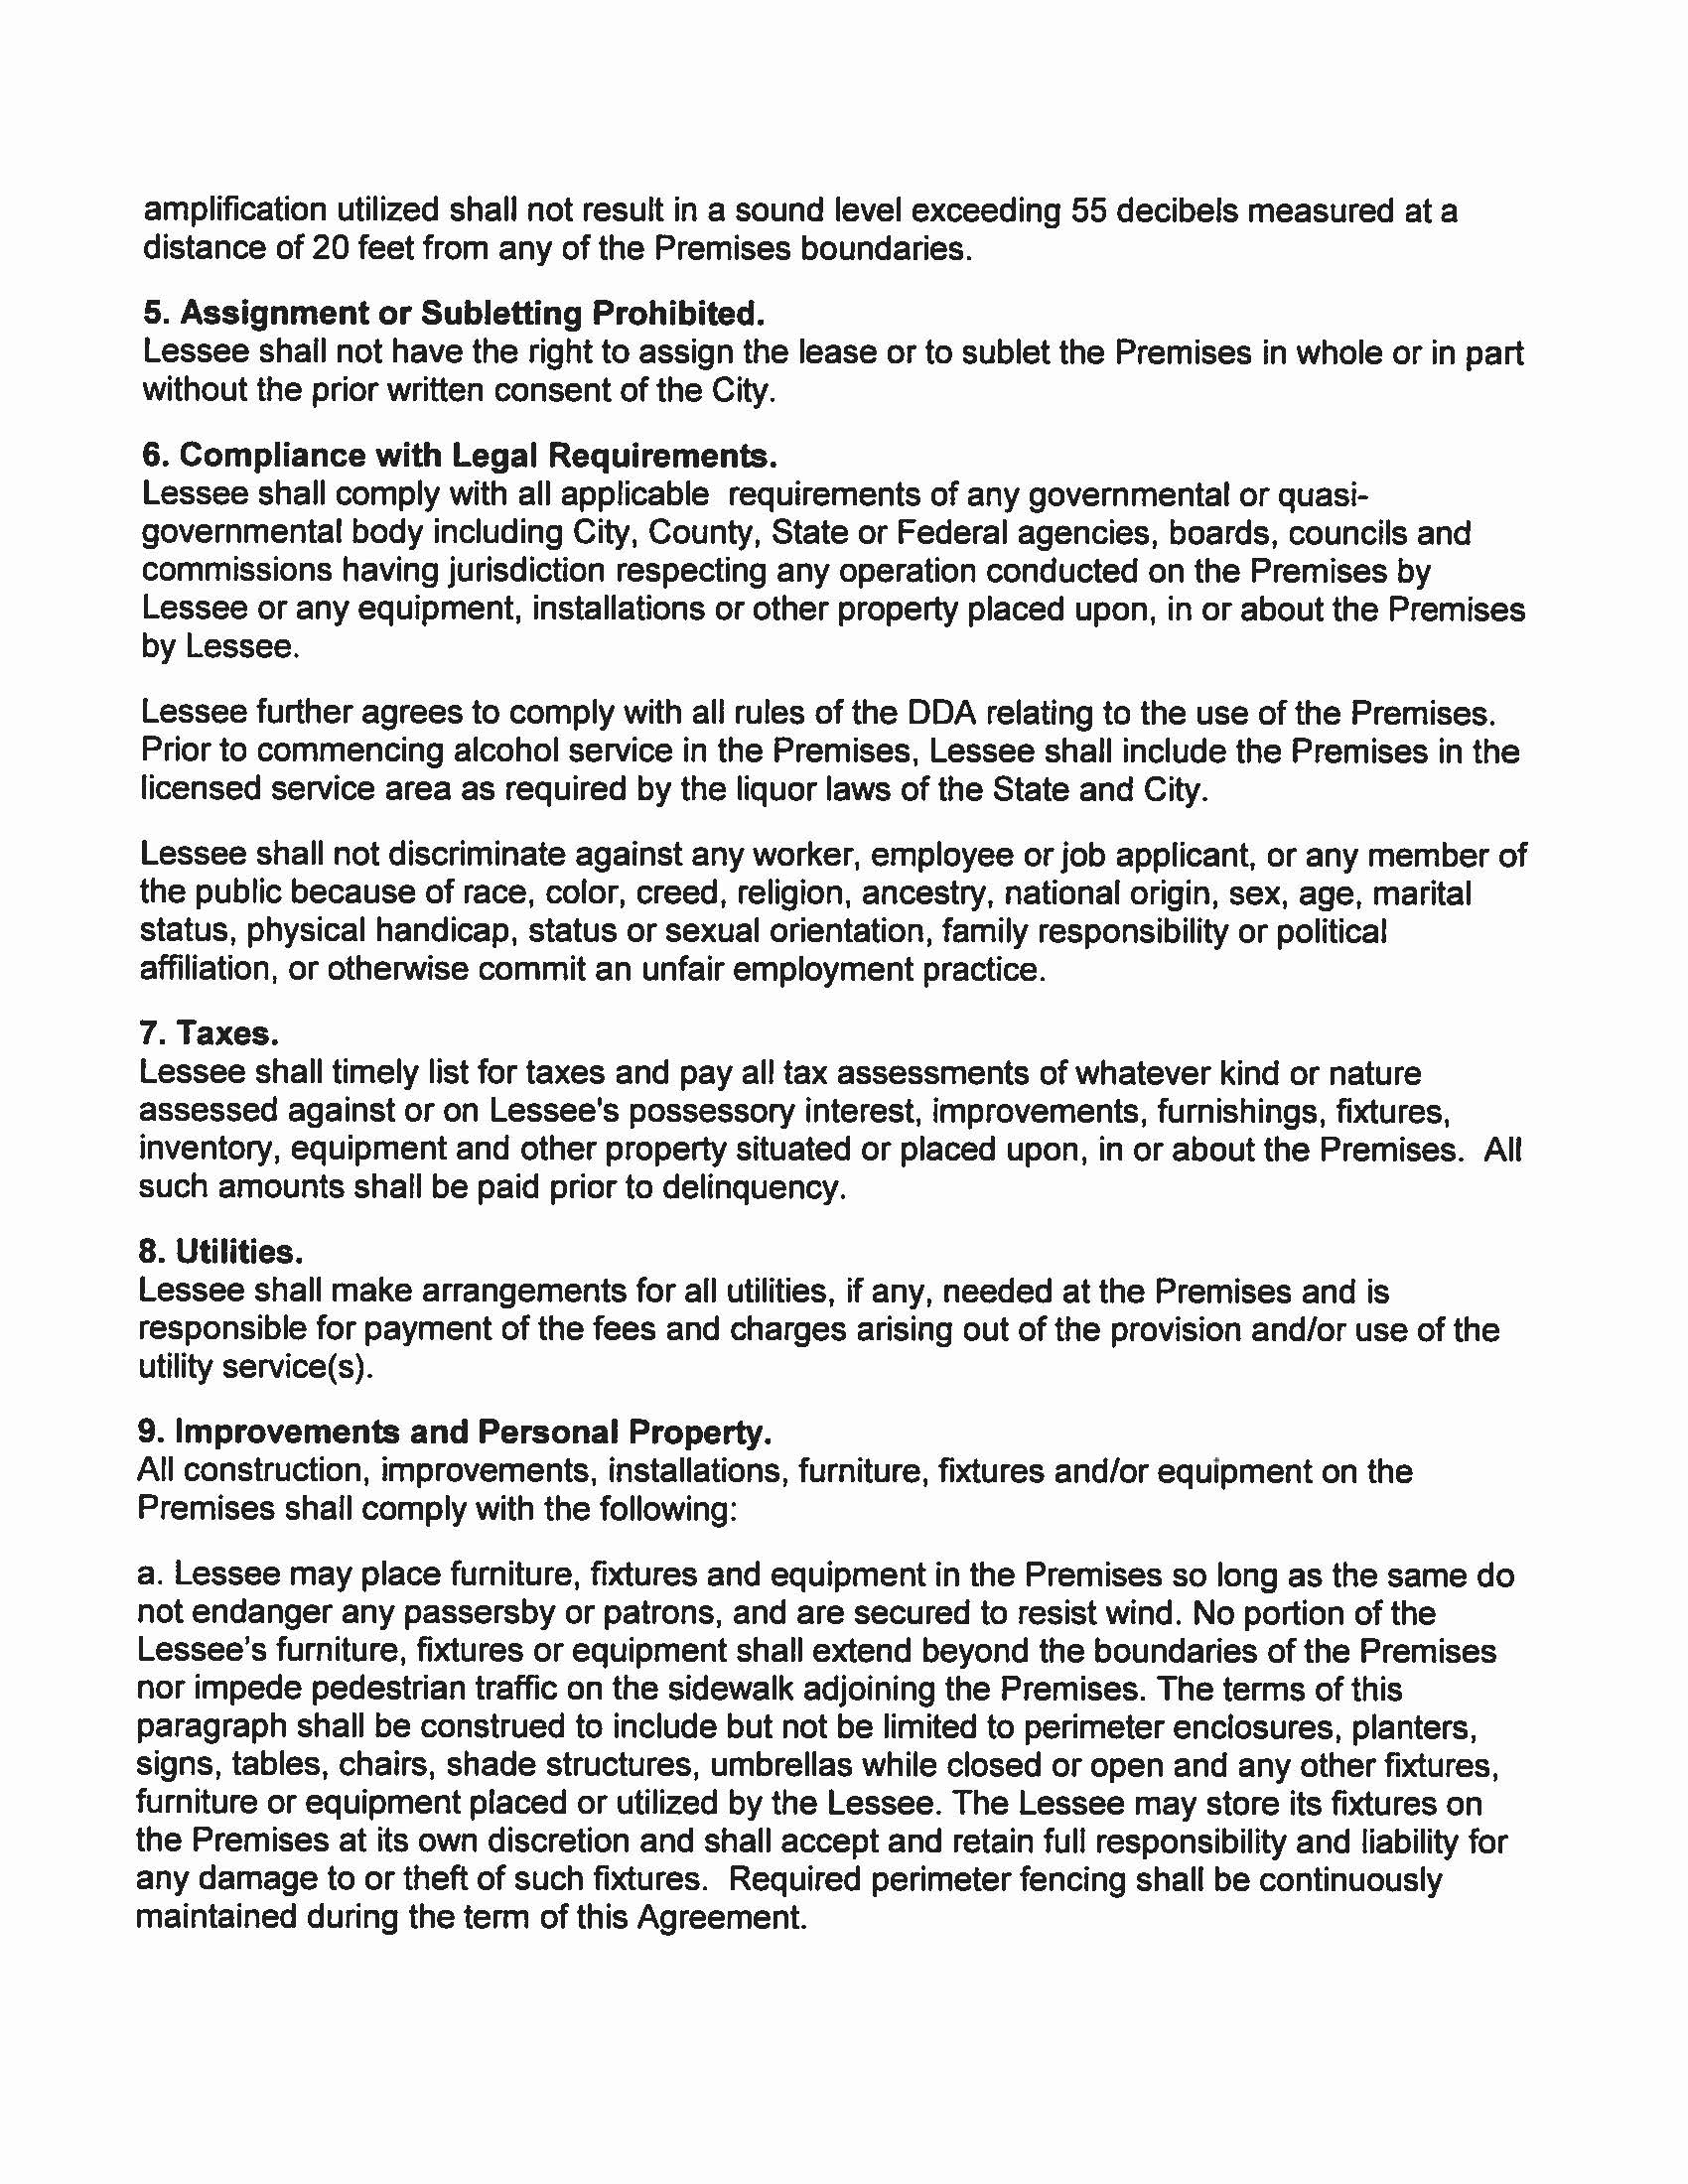 amplification utilized shall not result in a sound level exceeding 55 decibels measured at a
distance of 20 feet from any of the Premises boundaries.
5. Assignment or Subletting Prohibited.
Lessee shall not have the right to assign the lease or to sublet the Premises in whole or in part
without the prior written consent of the City.
6. Compliance with Legal Requirements.
Lessee shall comply with all applicable  requirements of any governmental or quasi-
governmental body including City, County, State or Federal agencies, boards, councils and
commissions having jurisdiction respecting any operation conducted on the Premises by
Lessee or any equipment, installations or other property placed upon, in or about the Premises
by Lessee.
Lessee further agrees to comply with all rules of the DDA relating to the use of the Premises.
Prior to commencing alcohol service in the Premises, Lessee shall include the Premises in the
licensed service area as required by the liquor laws of the State and City.
Lessee shall not discriminate against any worker, employee or job applicant, or any member of
the public because of race, color, creed, religion, ancestry, national origin, sex, age, marital
status, physical handicap, status or sexual orientation, family responsibility or political
affiliation, or otherwise commit an unfair employment practice.
7. Taxes.
Lessee shall timely list for taxes and pay all tax assessments of whatever kind or nature
assessed against or on Lessee's possessory interest, improvements, furnishings, fixtures,
inventory, equipment and other property situated or placed upon, in or about the Premises.  All
such amounts shall be paid prior to delinquency.
8. Utilities.
Lessee shall make arrangements for all utilities, if any, needed at the Premises and is
responsible for payment of the fees and charges arising out of the provision and/or use of the
utility service(s).
9. Improvements and Personal Property.
All construction, improvements, installations, furniture, fixtures and/or equipment on the
Premises shall comply with the following:
a. Lessee may place furniture, fixtures and equipment in the Premises so long as the same do
not endanger any passersby or patrons, and are secured to resist wind. No portion of the
Lessee's furniture, fixtures or equipment shall extend beyond the boundaries of the Premises
nor impede pedestrian traffic on the sidewalk adjoining the Premises. The terms of this
paragraph shall be construed to include but not be limited to perimeter enclosures, planters,
signs, tables, chairs, shade structures, umbrellas while closed or open and any other fixtures,
furniture or equipment placed or utilized by the Lessee. The Lessee may store its fixtures on
the Premises at its own discretion and shall accept and retain full responsibility and liability for
any damage to or theft of such fixtures.  Required perimeter fencing shall be continuously
maintained during the term of this Agreement.